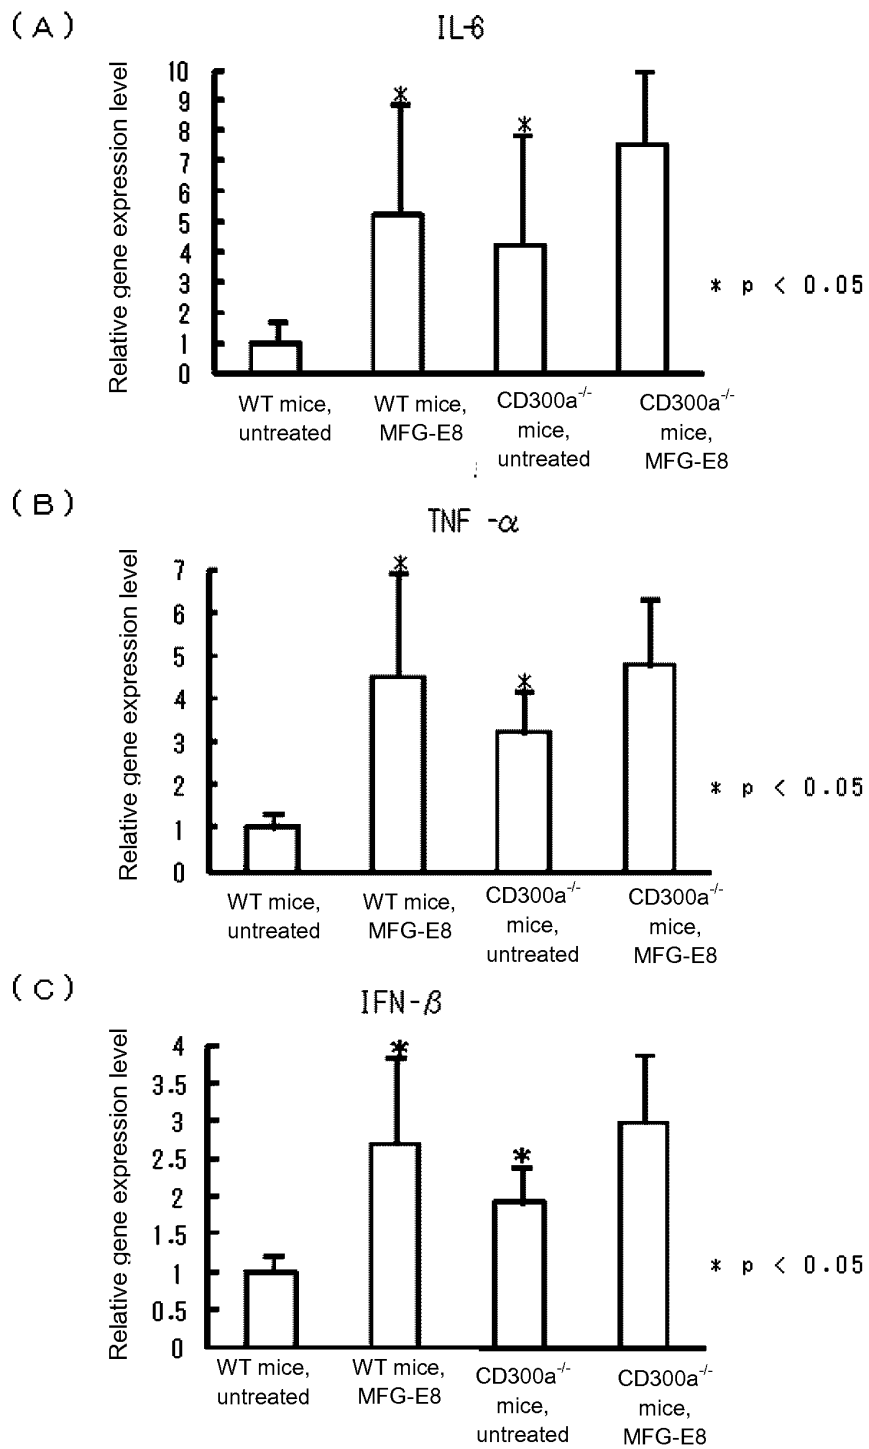 (A)
IL-6
Relative gene expression level
10
9
8
7
6
5
4
3
2
1
0
*
*
* p < 0.05
WT mice,
untreated
WT mice,
MFG-E8
CD300a-/-
mice,
untreated
CD300a-/-
mice,
MFG-E8
(B)
TNF -α
Relative gene expression level
7
6
5
4
3
2
1
0
*
*
* p < 0.05
WT mice,
untreated
WT mice,
MFG-E8
CD300a-/-
mice,
untreated
CD300a-/-
mice,
MFG-E8
(C)
IFN-β
Relative gene expression level
4
3.5
3
2.5
2
1.5
1
0.5
0
*
*
* p < 0.05
WT mice,
untreated
WT mice,
MFG-E8
CD300a-/-
mice,
untreated
CD300a-/-
mice,
MFG-E8